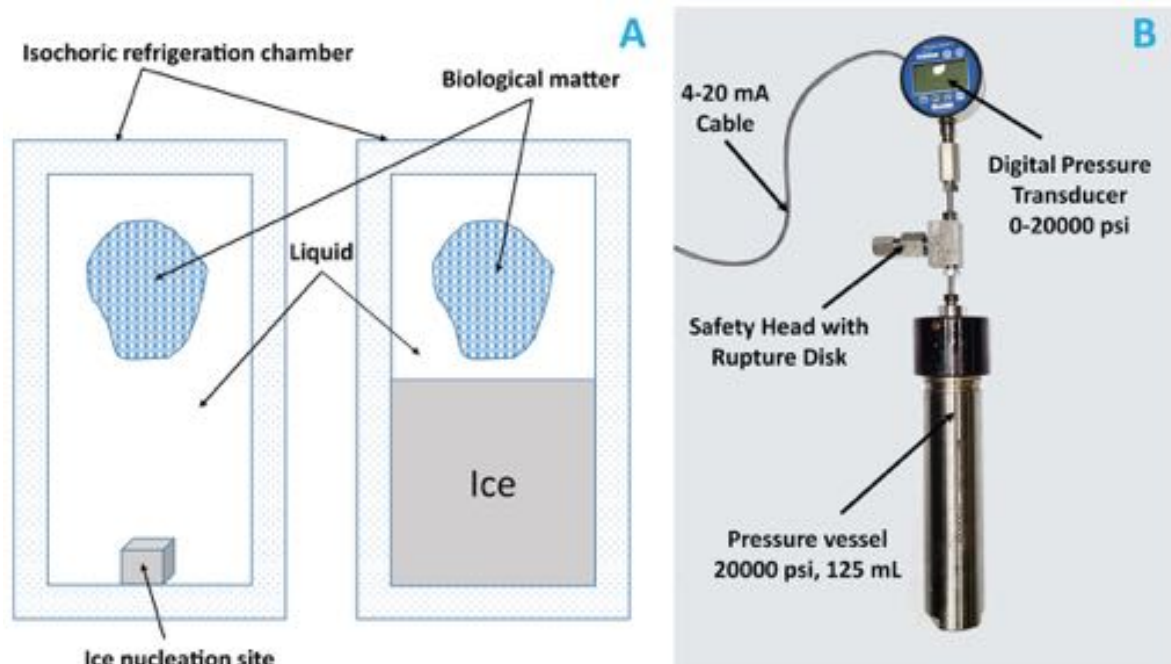 A
Isochoric refrigeration chamber
Biological matter
Liquid
Ice
Ice nucleation site
B
4-20 mA
Cable
Digital Pressure
Transducer
0-20000 psi
Safety Head with
Rupture Disk
Pressure vessel
20000 psi, 125 mL